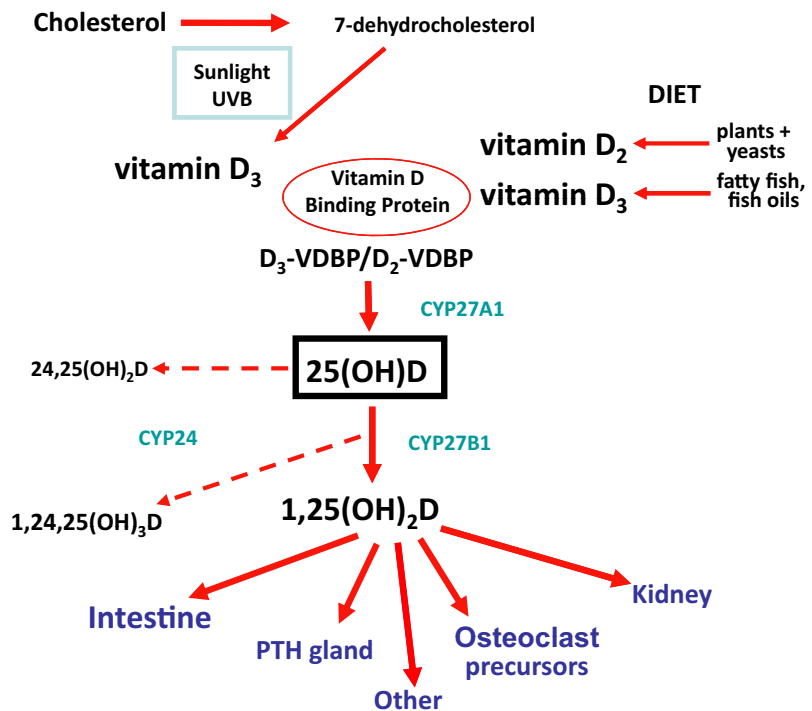 Cholesterol
7-dehydrocholesterol
Sunlight
UVB
DIET
vitamin D₃
Vitamin D
Binding Protein
vitamin D₂
plants +
yeasts
vitamin D₃
fatty fish,
fish oils
D₃-VDBP/D₂-VDBP
CYP27A1
24,25(OH)₂D
25(OH)D
CYP24
CYP27B1
1,24,25(OH)₃D
1,25(OH)₂D
Intestine
PTH gland
Other
Osteoclast
precursors
Kidney